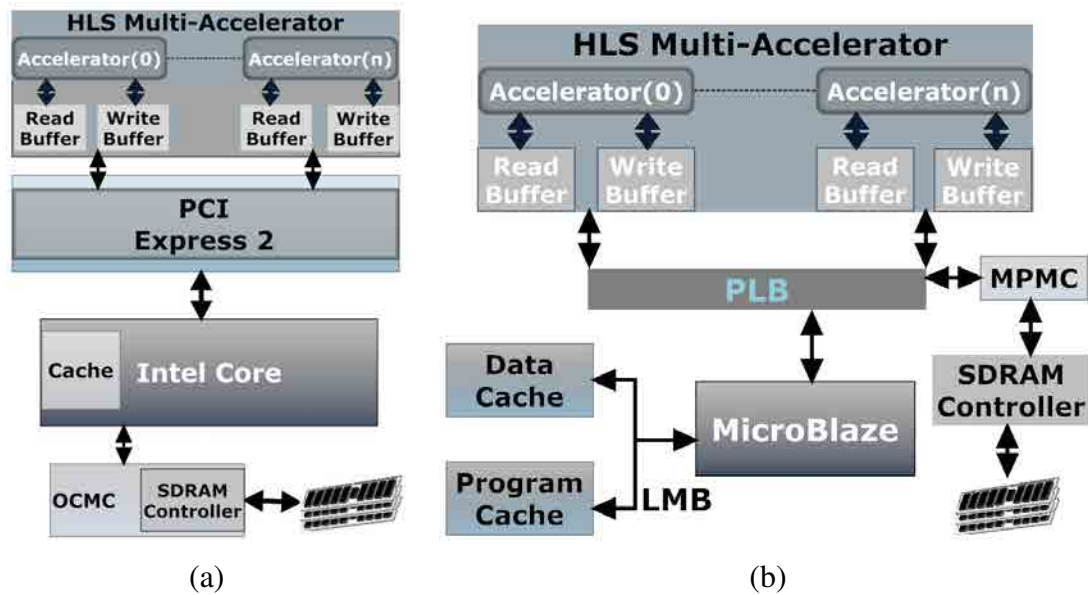 HLS Multi-Accelerator
Accelerator(0)
Accelerator(n)
Read
Buffer
Write
Buffer
Read
Buffer
Write
Buffer
PCI
Express 2
Cache
Intel Core
OCMC
SDRAM
Controller
(a)
HLS Multi-Accelerator
Accelerator(0)
Accelerator(n)
Read
Buffer
Write
Buffer
Read
Buffer
Write
Buffer
PLB
MPMC
Data
Cache
SDRAM
Controller
MicroBlaze
Program
Cache
LMB
(b)